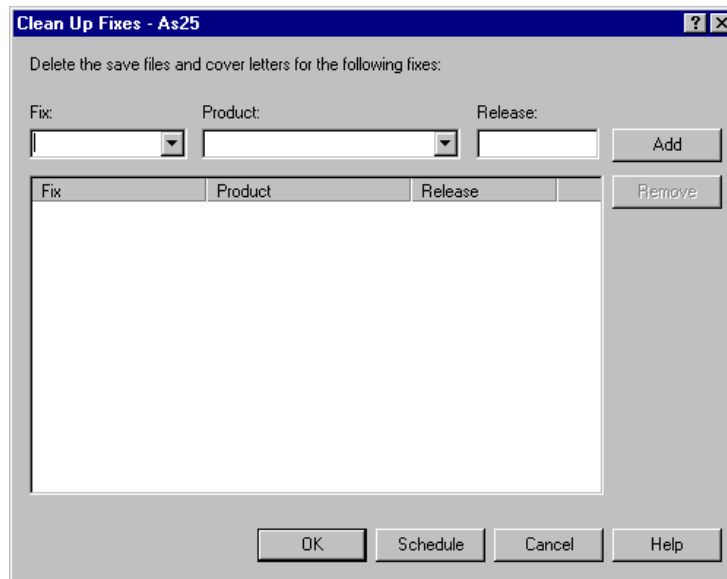 Clean Up Fixes - As25
Delete the save files and cover letters for the following fixes:
Fix: Product: Release:
Add
Fix Product Release
Remove
OK Schedule Cancel Help